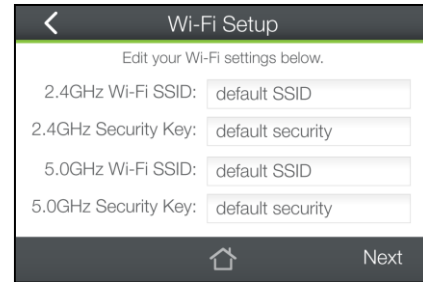 Wi-Fi Setup
Edit your Wi-Fi settings below.
2.4GHz Wi-Fi SSID: default SSID
2.4GHz Security Key: default security
5.0GHz Wi-Fi SSID: default SSID
5.0GHz Security Key: default security
Next